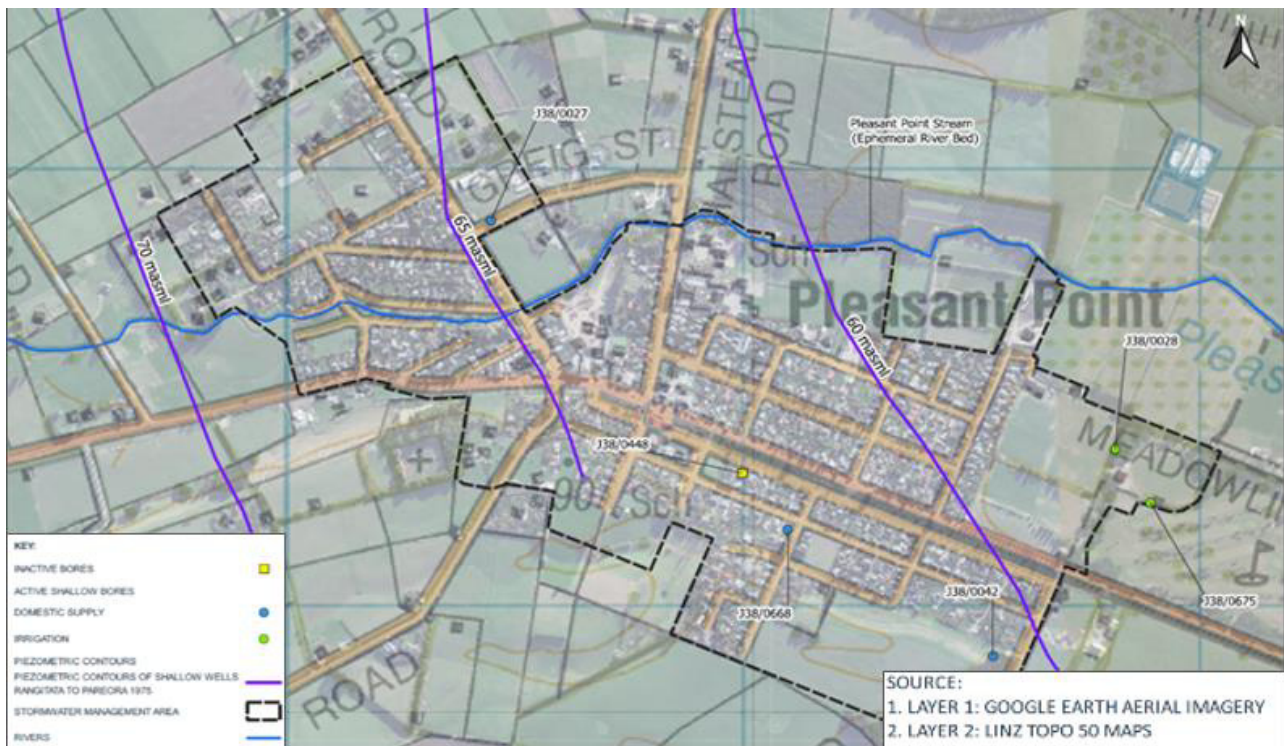 N
ROAD
J38/0027
GREIG ST
HALSTEAD
ROAD
Pleasant Point Stream
(Ephemeral River Bed)
70 masml
65 masml
60 masml
Pleasant Point
J38/0028
Pleas
MEADOWLI
J38/0448
90
J38/0668
J38/0042
J38/0675
ROAD
KEY:
INACTIVE BORES
ACTIVE SHALLOW BORES
DOMESTIC SUPPLY
IRRIGATION
PIEZOMETRIC CONTOURS
PIEZOMETRIC CONTOURS OF SHALLOW WELLS
RANGITATA TO PAREORA 1975
STORMWATER MANAGEMENT AREA
RIVERS
SOURCE:
1. LAYER 1: GOOGLE EARTH AERIAL IMAGERY
2. LAYER 2: LINZ TOPO 50 MAPS